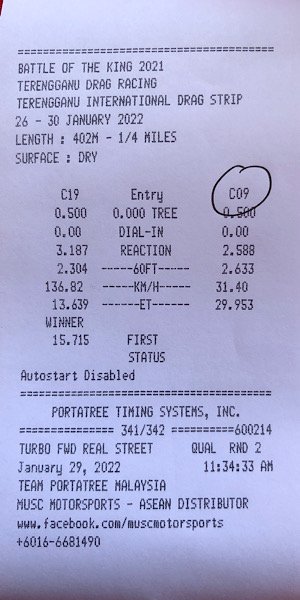 ========================================
BATTLE OF THE KING 2021
TERENGGANU DRAG RACING
TERENGGANU INTERNATIONAL DRAG STRIP
26 - 30 JANUARY 2022
LENGTH : 402M - 1/4 MILES
SURFACE : DRY
C19 Entry C09
0.500 0.000 TREE 0.500
0.00 DIAL-IN 0.00
3.187 REACTION 2.588
2.304 ------60FT------ 2.633
136.82 ------KM/H------ 31.40
13.639 -------ET------- 29.953
WINNER
15.715 FIRST
STATUS
Autostart Disabled
========================================
PORTATREE TIMING SYSTEMS, INC.
=============== 341/342 ==========600214
TURBO FWD REAL STREET QUAL RND 2
January 29, 2022 11:34:33 AM
TEAM PORTATREE MALAYSIA
MUSC MOTORSPORTS - ASEAN DISTRIBUTOR
www.facebook.com/muscmotorsports
+6016-6681490